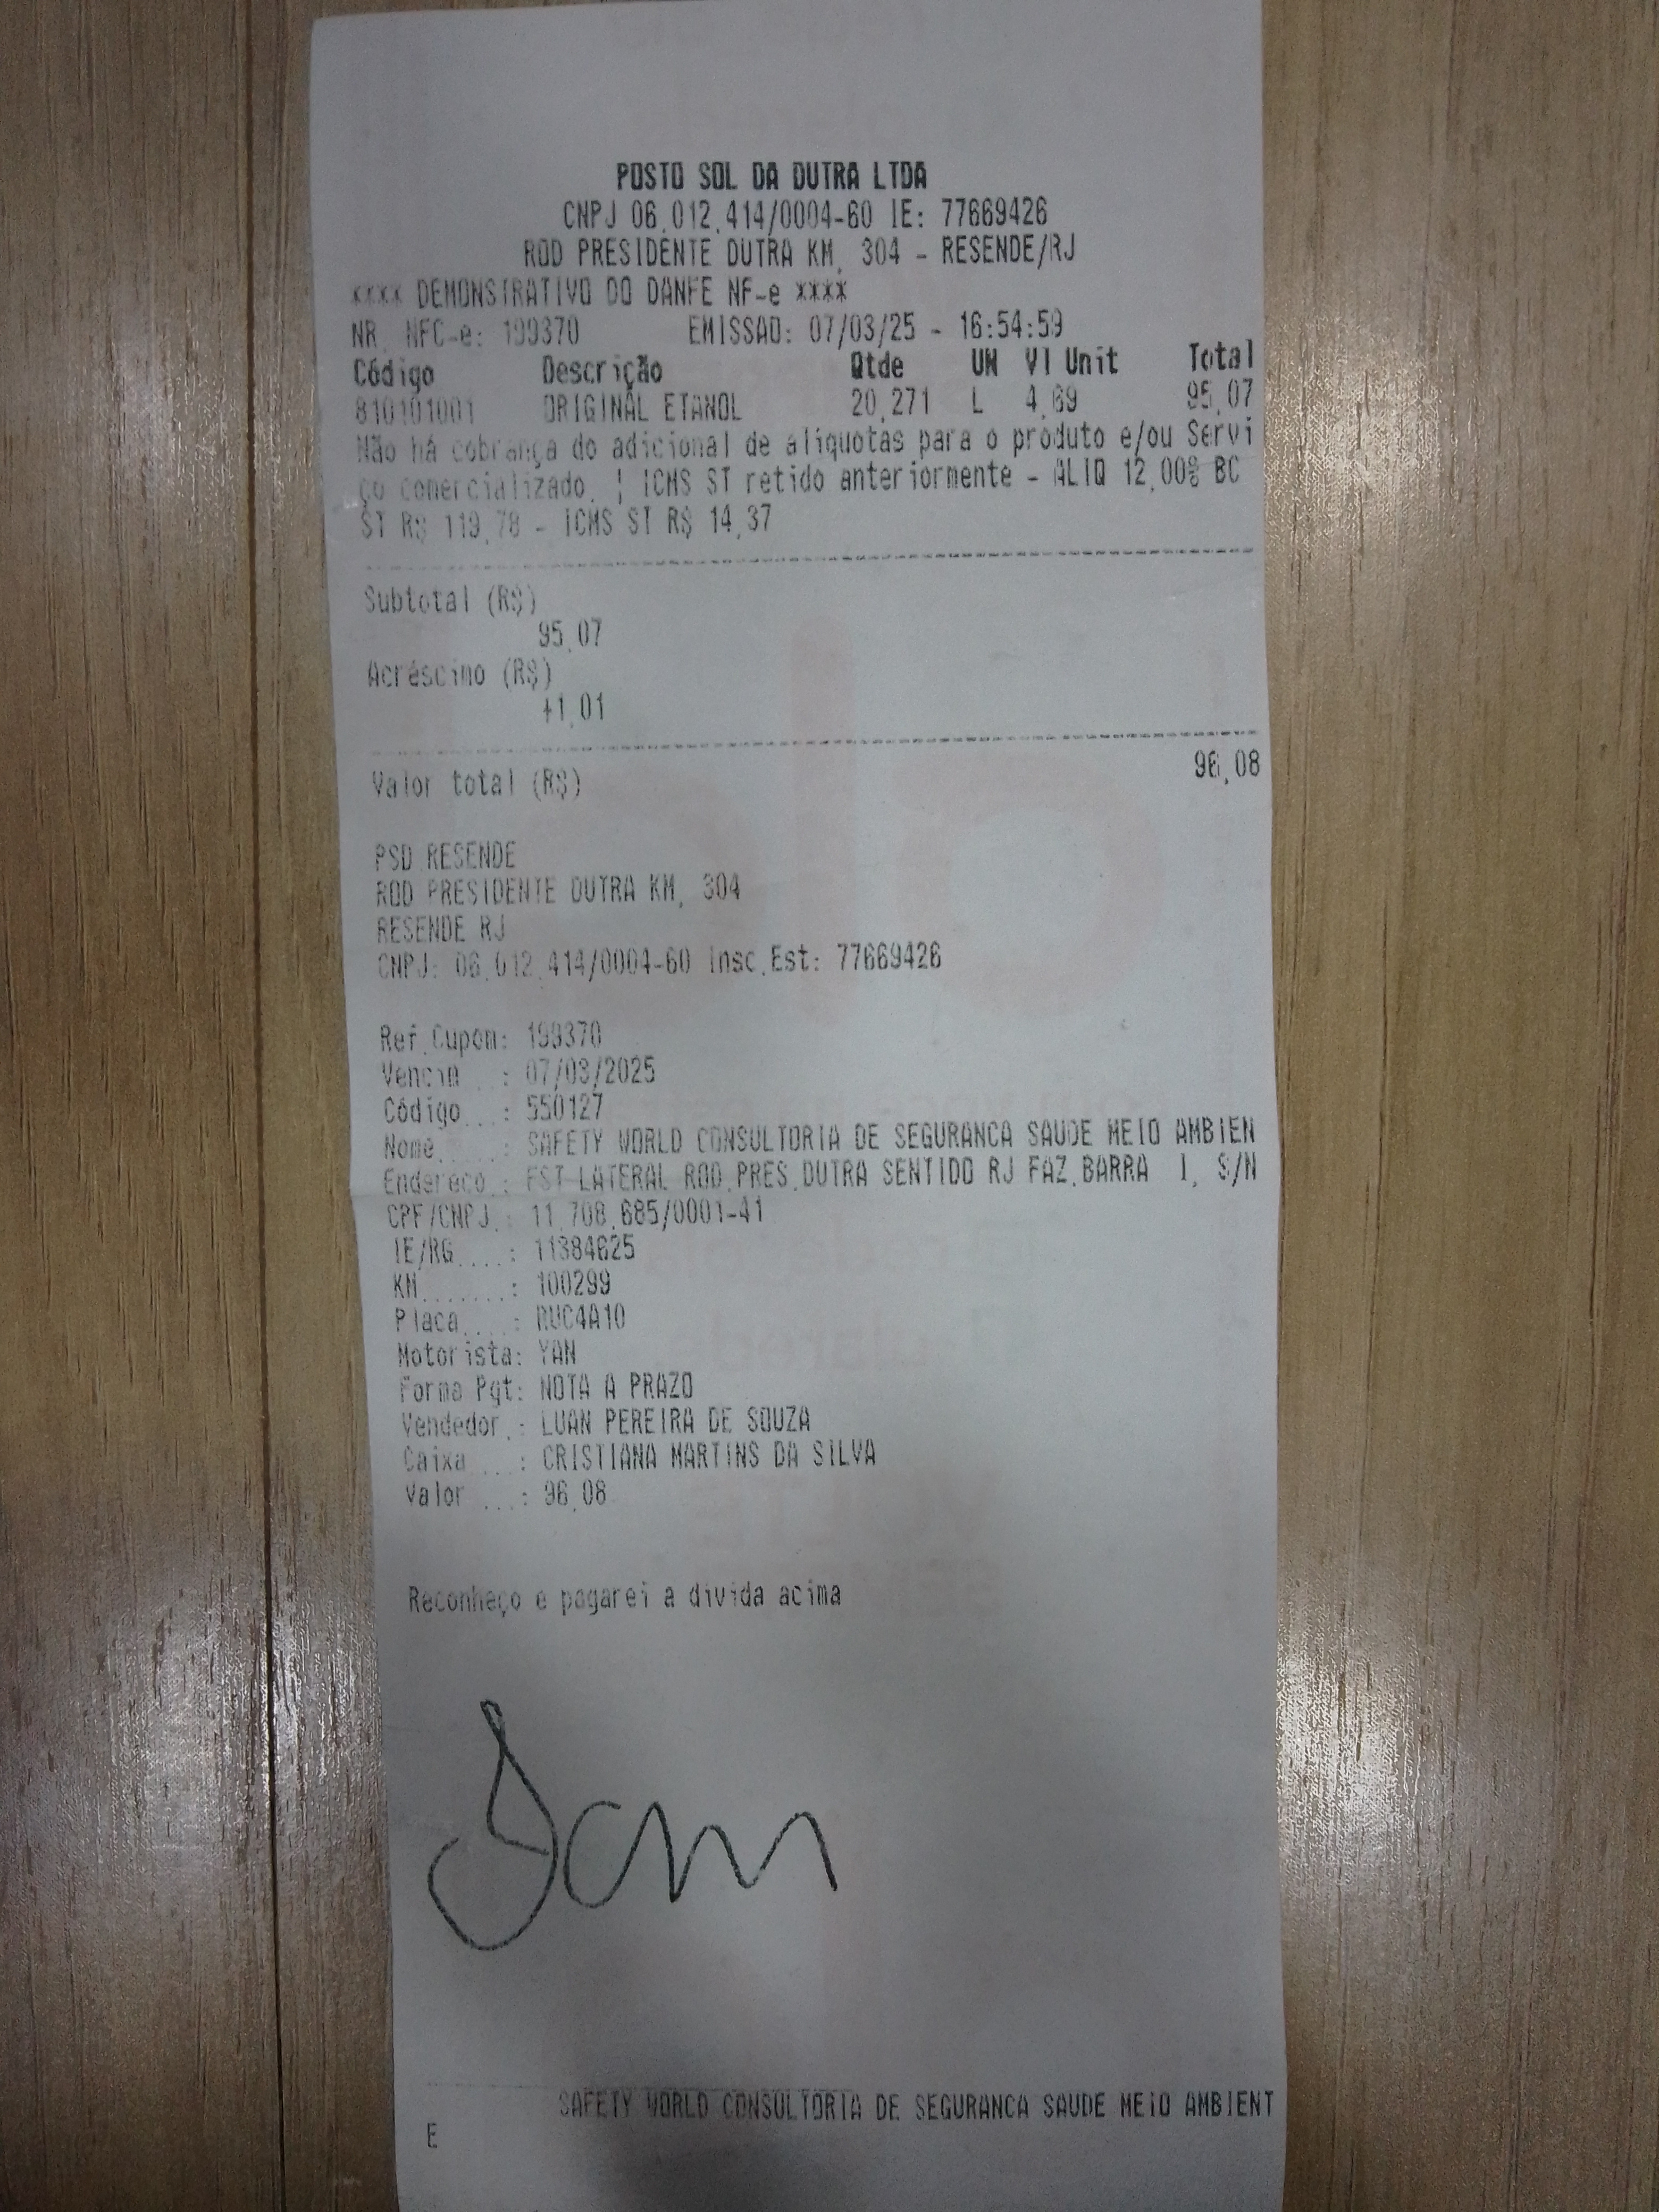 POSTO SOL DA DUTRA LTDA
CNPJ 06.012.414/0004-60 IE: 77669426
ROD PRESIDENTE DUTRA KM, 304 - RESENDE/RJ
**** DEMONSTRATIVO DO DANFE NF-e ****
NR. NFC-e: 199370 EMISSAO: 07/03/25 - 16:54:59
Código Descrição Qtde UN Vl Unit Total
810101001 ORIGINAL ETANOL 20,271 L 4,69 95,07
Não há cobrança do adicional de aliquotas para o produto e/ou Servi
ço comercializado. | ICMS ST retido anteriormente - ALIQ 12,00% BC
ST R$ 119,78 - ICMS ST R$ 14,37
Subtotal (R$)
95,07
Acréscimo (R$)
+1,01
Valor total (R$) 96,08
PSD RESENDE
ROD PRESIDENTE DUTRA KM, 304
RESENDE RJ
CNPJ: 06.012.414/0004-60 Insc.Est: 77669426
Ref.Cupom: 199370
Vencim ..: 07/03/2025
Código...: 550127
Nome.....: SAFETY WORLD CONSULTORIA DE SEGURANCA SAUDE MEIO AMBIEN
Endereço.: EST LATERAL ROD.PRES.DUTRA SENTIDO RJ FAZ.BARRA 1, S/N
CPF/CNPJ.: 11.708.685/0001-41
IE/RG....: 11384625
KM.......: 100299
Placa....: RUC4A10
Motorista: YAN
Forma Pgt: NOTA A PRAZO
Vendedor.: LUAN PEREIRA DE SOUZA
Caixa ...: CRISTIANA MARTINS DA SILVA
Valor ...: 96,08
Reconheço e pagarei a divida acima
SAFETY WORLD CONSULTORIA DE SEGURANCA SAUDE MEIO AMBIENT
E